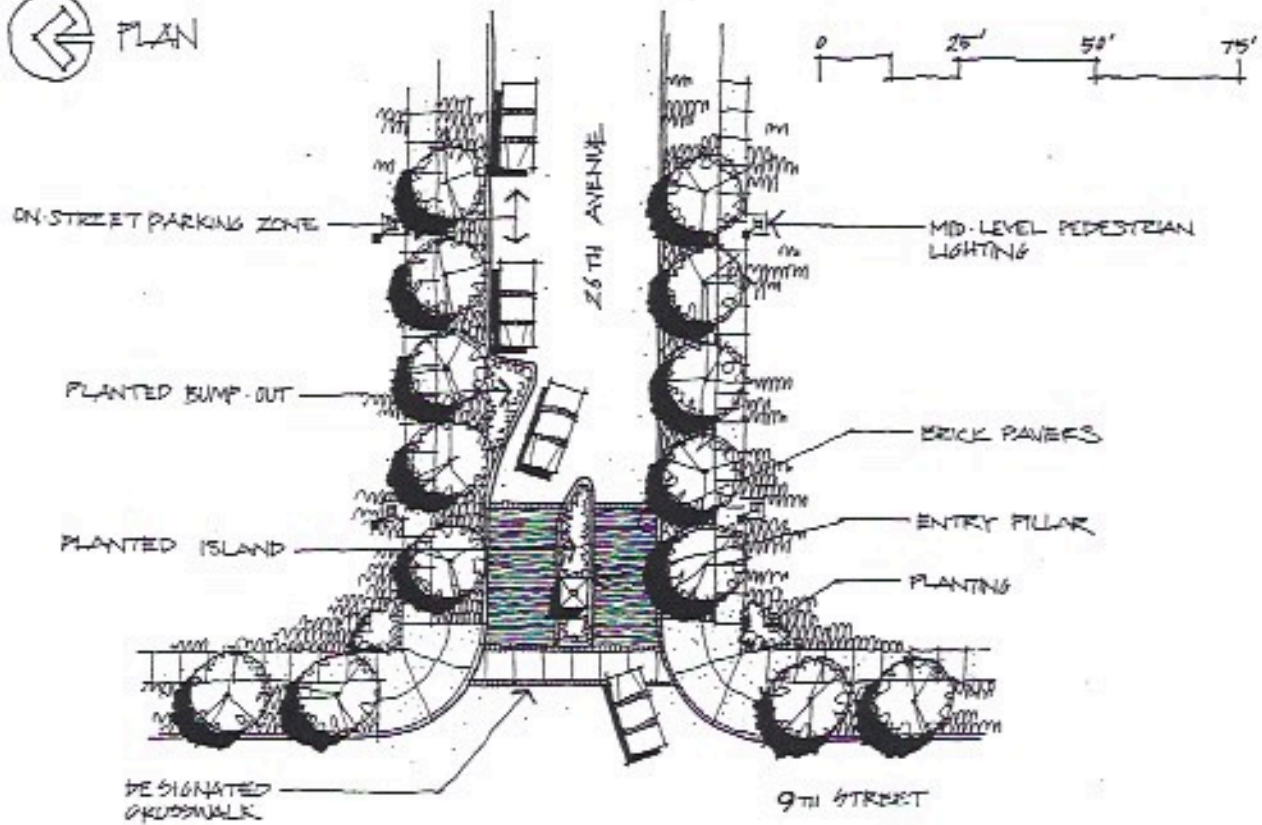 PLAN
0 25' 50' 75'
26TH AVENUE
ON-STREET PARKING ZONE
MID-LEVEL PEDESTRIAN
LIGHTING
PLANTED BUMP-OUT
BRICK PAVERS
ENTRY PILLAR
PLANTED ISLAND
PLANTING
DESIGNATED
CROSSWALK
9TH STREET